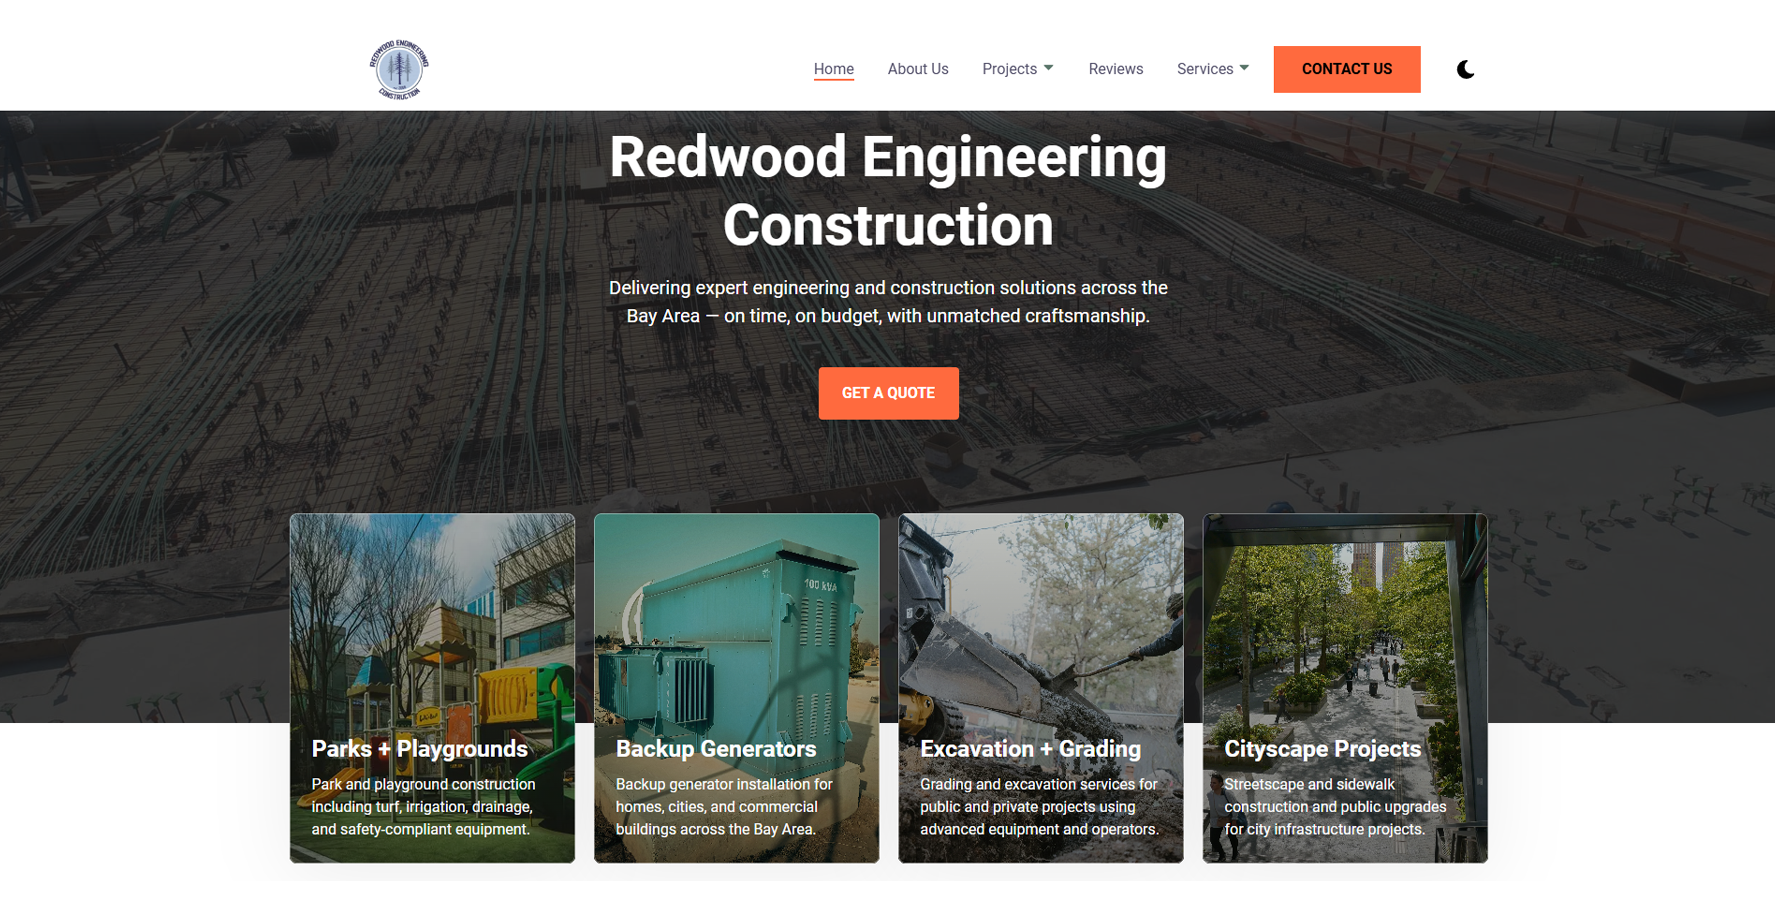 REDWOOD ENGINEERING
CONSTRUCTION
Home
About Us
Projects
Reviews
Services
CONTACT US
Redwood Engineering
Construction
Delivering expert engineering and construction solutions across the
Bay Area — on time, on budget, with unmatched craftsmanship.
GET A QUOTE
100 kVA
Parks + Playgrounds
Park and playground construction
including turf, irrigation, drainage,
and safety-compliant equipment.
Backup Generators
Backup generator installation for
homes, cities, and commercial
buildings across the Bay Area.
Excavation + Grading
Grading and excavation services for
public and private projects using
advanced equipment and operators.
Cityscape Projects
Streetscape and sidewalk
construction and public upgrades
for city infrastructure projects.